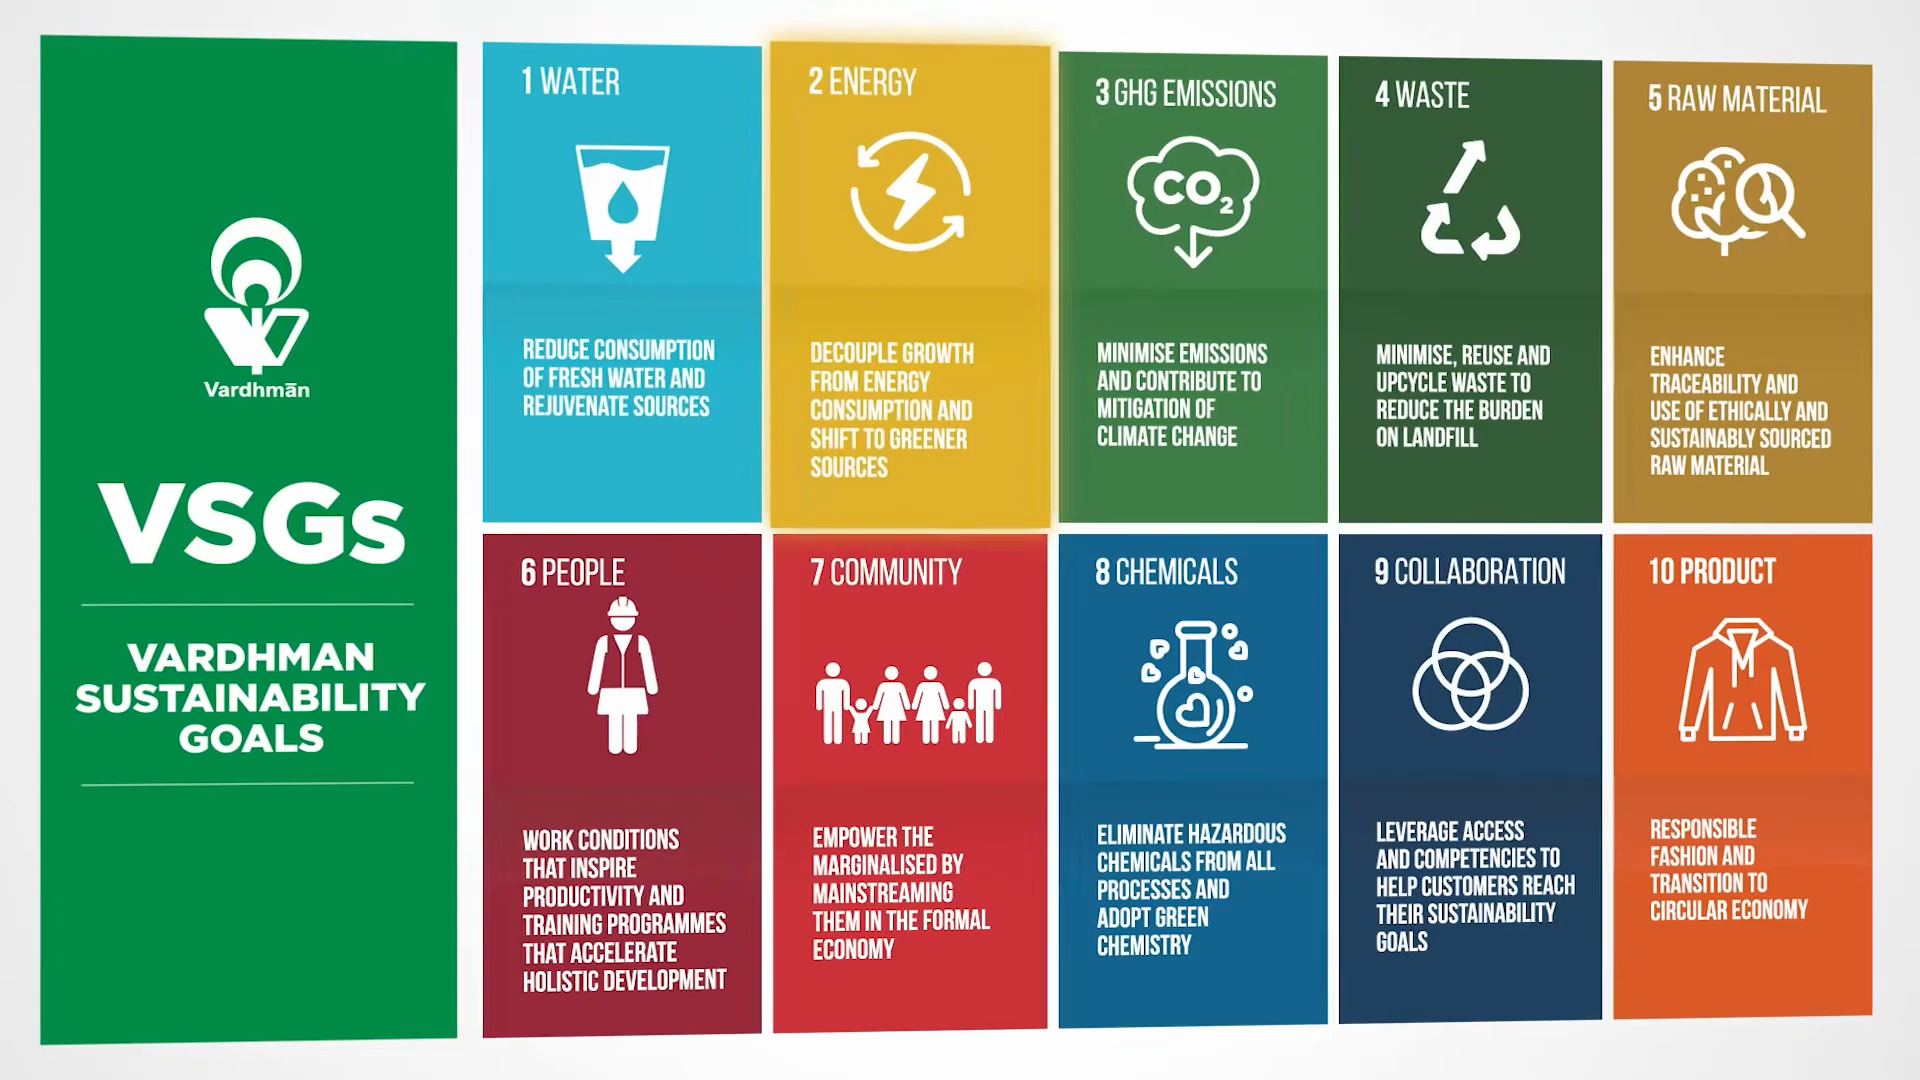 Vardhmān
VSGs
VARDHMAN
SUSTAINABILITY
GOALS
1 WATER
REDUCE CONSUMPTION
OF FRESH WATER AND
REJUVENATE SOURCES
2 ENERGY
DECOUPLE GROWTH
FROM ENERGY
CONSUMPTION AND
SHIFT TO GREENER
SOURCES
3 GHG EMISSIONS
CO₂
MINIMISE EMISSIONS
AND CONTRIBUTE TO
MITIGATION OF
CLIMATE CHANGE
4 WASTE
MINIMISE, REUSE AND
UPCYCLE WASTE TO
REDUCE THE BURDEN
ON LANDFILL
5 RAW MATERIAL
ENHANCE
TRACEABILITY AND
USE OF ETHICALLY AND
SUSTAINABLY SOURCED
RAW MATERIAL
6 PEOPLE
WORK CONDITIONS
THAT INSPIRE
PRODUCTIVITY AND
TRAINING PROGRAMMES
THAT ACCELERATE
HOLISTIC DEVELOPMENT
7 COMMUNITY
EMPOWER THE
MARGINALISED BY
MAINSTREAMING
THEM IN THE FORMAL
ECONOMY
8 CHEMICALS
ELIMINATE HAZARDOUS
CHEMICALS FROM ALL
PROCESSES AND
ADOPT GREEN
CHEMISTRY
9 COLLABORATION
LEVERAGE ACCESS
AND COMPETENCIES TO
HELP CUSTOMERS REACH
THEIR SUSTAINABILITY
GOALS
10 PRODUCT
RESPONSIBLE
FASHION AND
TRANSITION TO
CIRCULAR ECONOMY